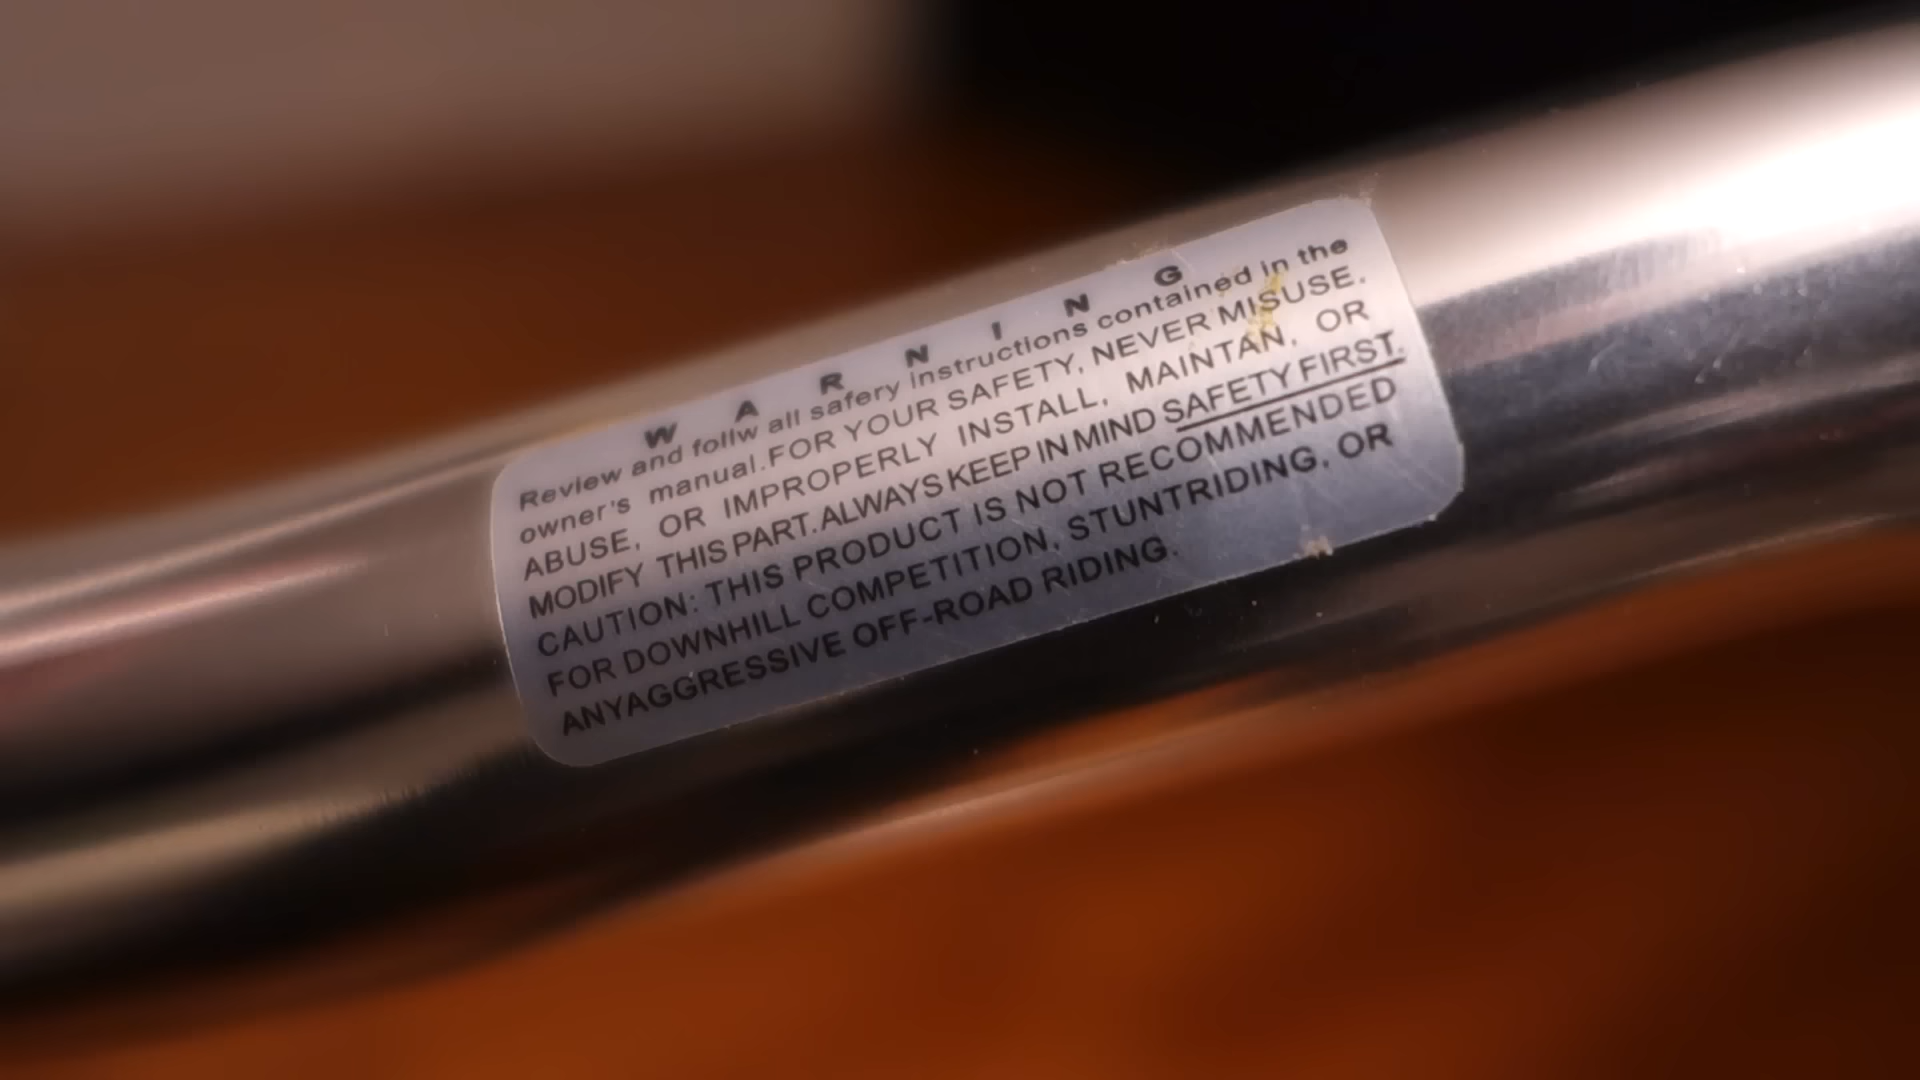 W A R N I N G
Review and follw all safery instructions contained in the
owner's manual.FOR YOUR SAFETY, NEVER MISUSE.
ABUSE, OR IMPROPERLY INSTALL, MAINTAN, OR
MODIFY THIS PART.ALWAYS KEEP IN MIND SAFETY FIRST.
CAUTION: THIS PRODUCT IS NOT RECOMMENDED
FOR DOWNHILL COMPETITION, STUNTRIDING, OR
ANYAGGRESSIVE OFF-ROAD RIDING.